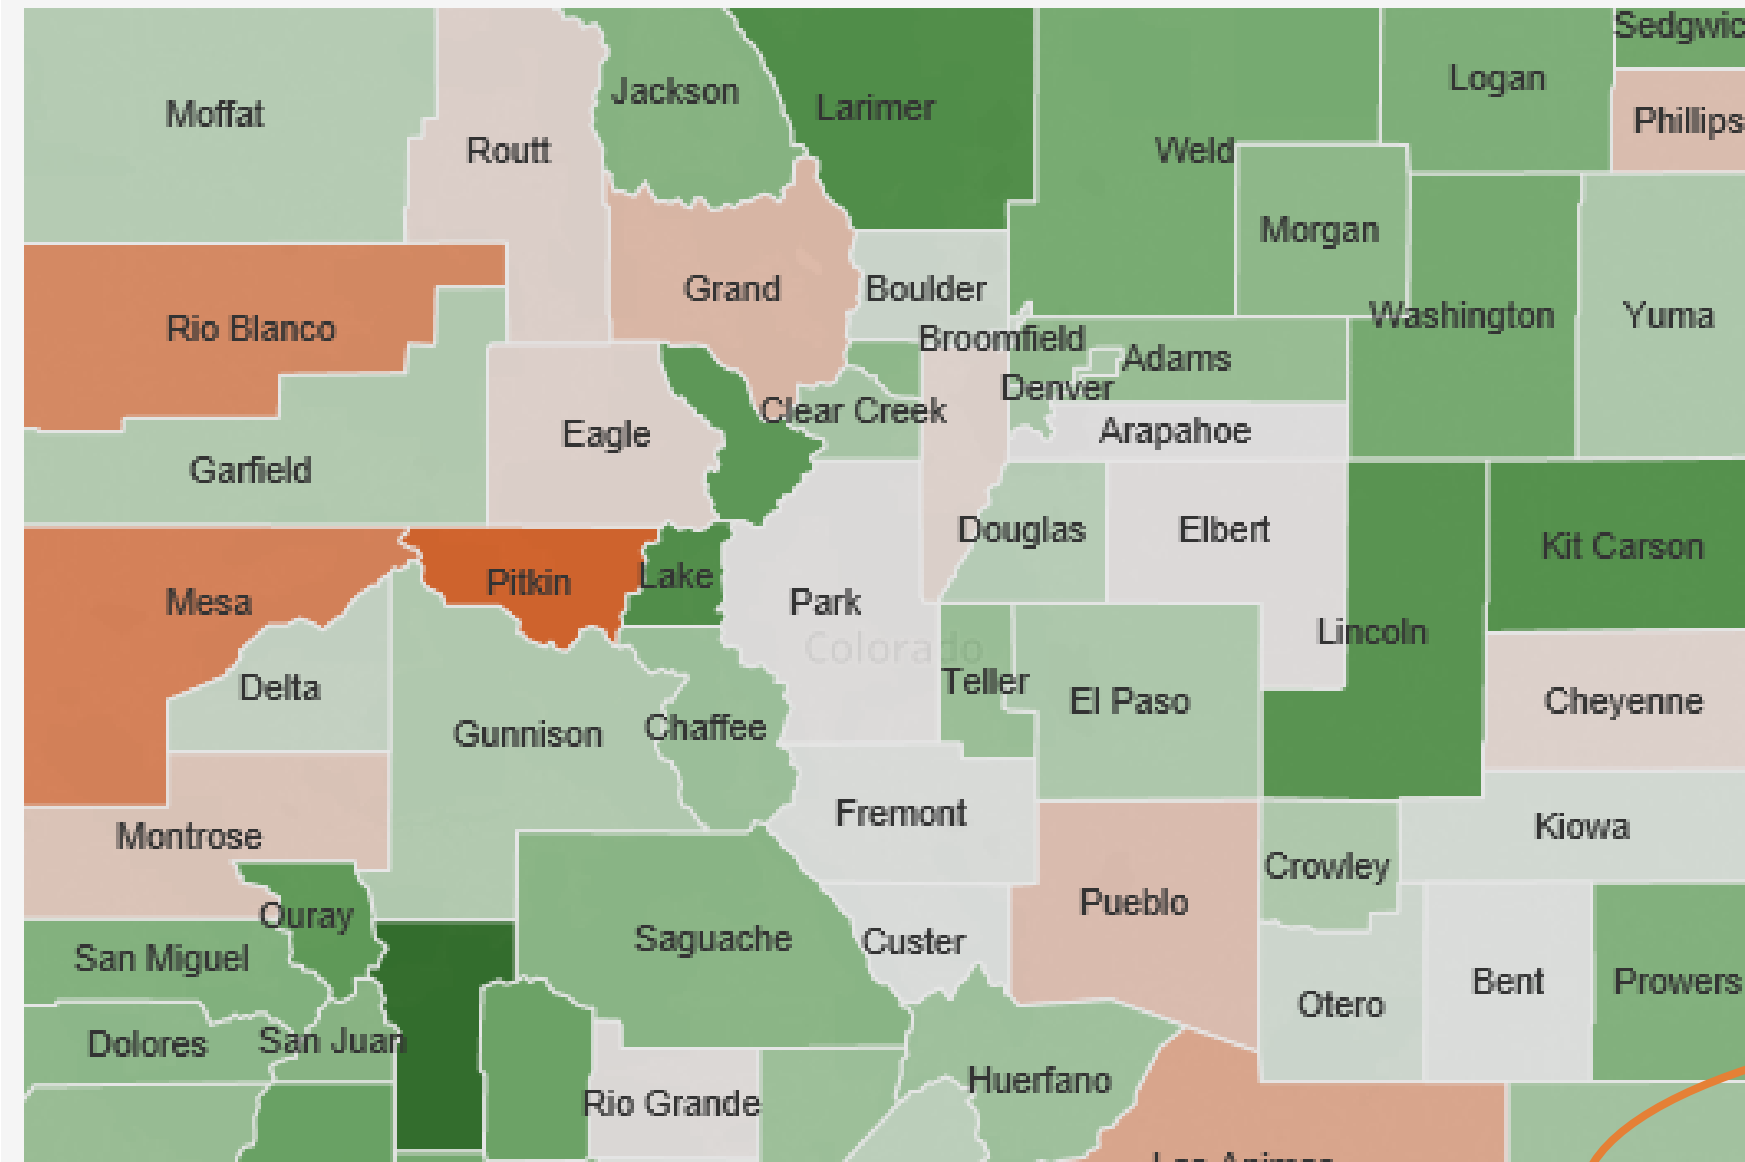 Sedgwic
Jackson
Logan
Larimer
Moffat
Phillips
Routt
Weld
Morgan
Grand
Boulder
Rio Blanco
Washington
Yuma
Broomfield
Adams
Denver
Clear Creek
Eagle
Arapahoe
Garfield
Douglas
Elbert
Kit Carson
Pitkin
Lake
Mesa
Park
Lincoln
Colorado
Delta
Teller
El Paso
Cheyenne
Gunnison
Chaffee
Fremont
Kiowa
Montrose
Crowley
Pueblo
Ouray
Saguache
Custer
San Miguel
Bent
Prowers
Otero
Dolores
San Juan
Huerfano
Rio Grande
Las Animas